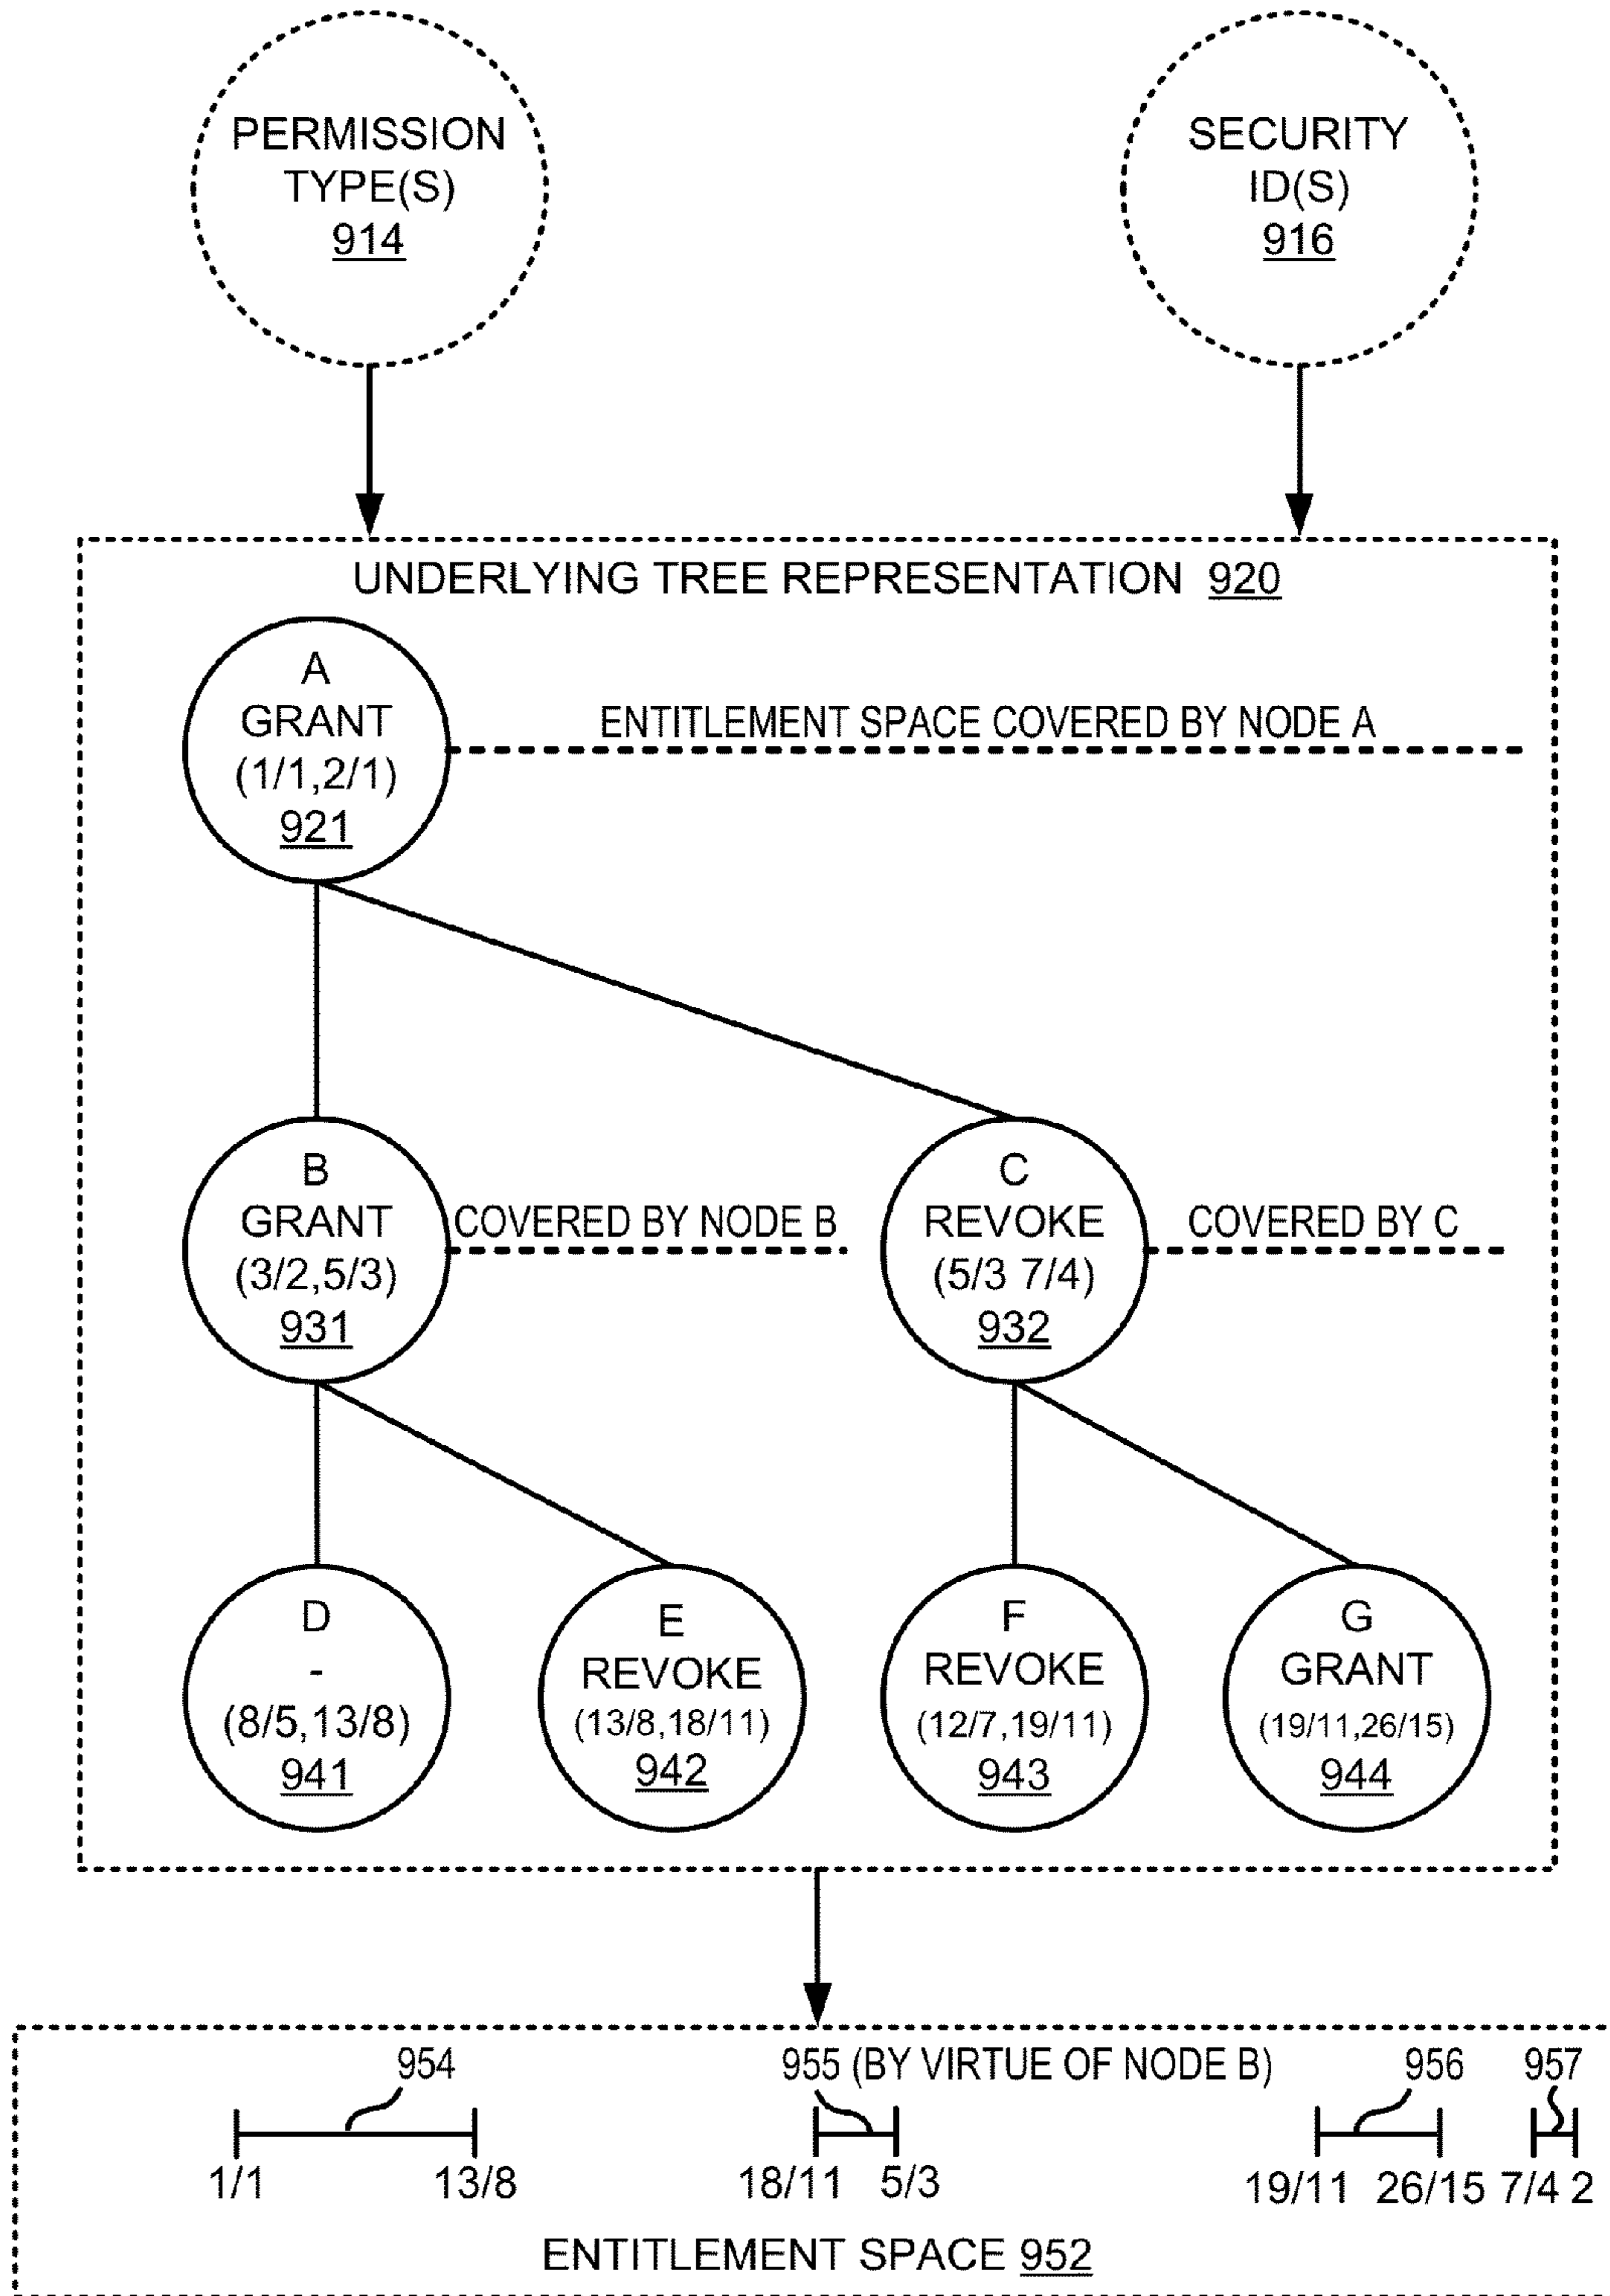 PERMISSION
TYPE(S)
914
SECURITY
ID(S)
916
UNDERLYING TREE REPRESENTATION 920
A
GRANT
(1/1,2/1)
921
ENTITLEMENT SPACE COVERED BY NODE A
B
GRANT
(3/2,5/3)
931
COVERED BY NODE B
C
REVOKE
(5/3 7/4)
932
COVERED BY C
D
-
(8/5,13/8)
941
E
REVOKE
(13/8,18/11)
942
F
REVOKE
(12/7,19/11)
943
G
GRANT
(19/11,26/15)
944
954
955 (BY VIRTUE OF NODE B)
956
957
1/1
13/8
18/11
5/3
19/11
26/15
7/4
2
ENTITLEMENT SPACE 952